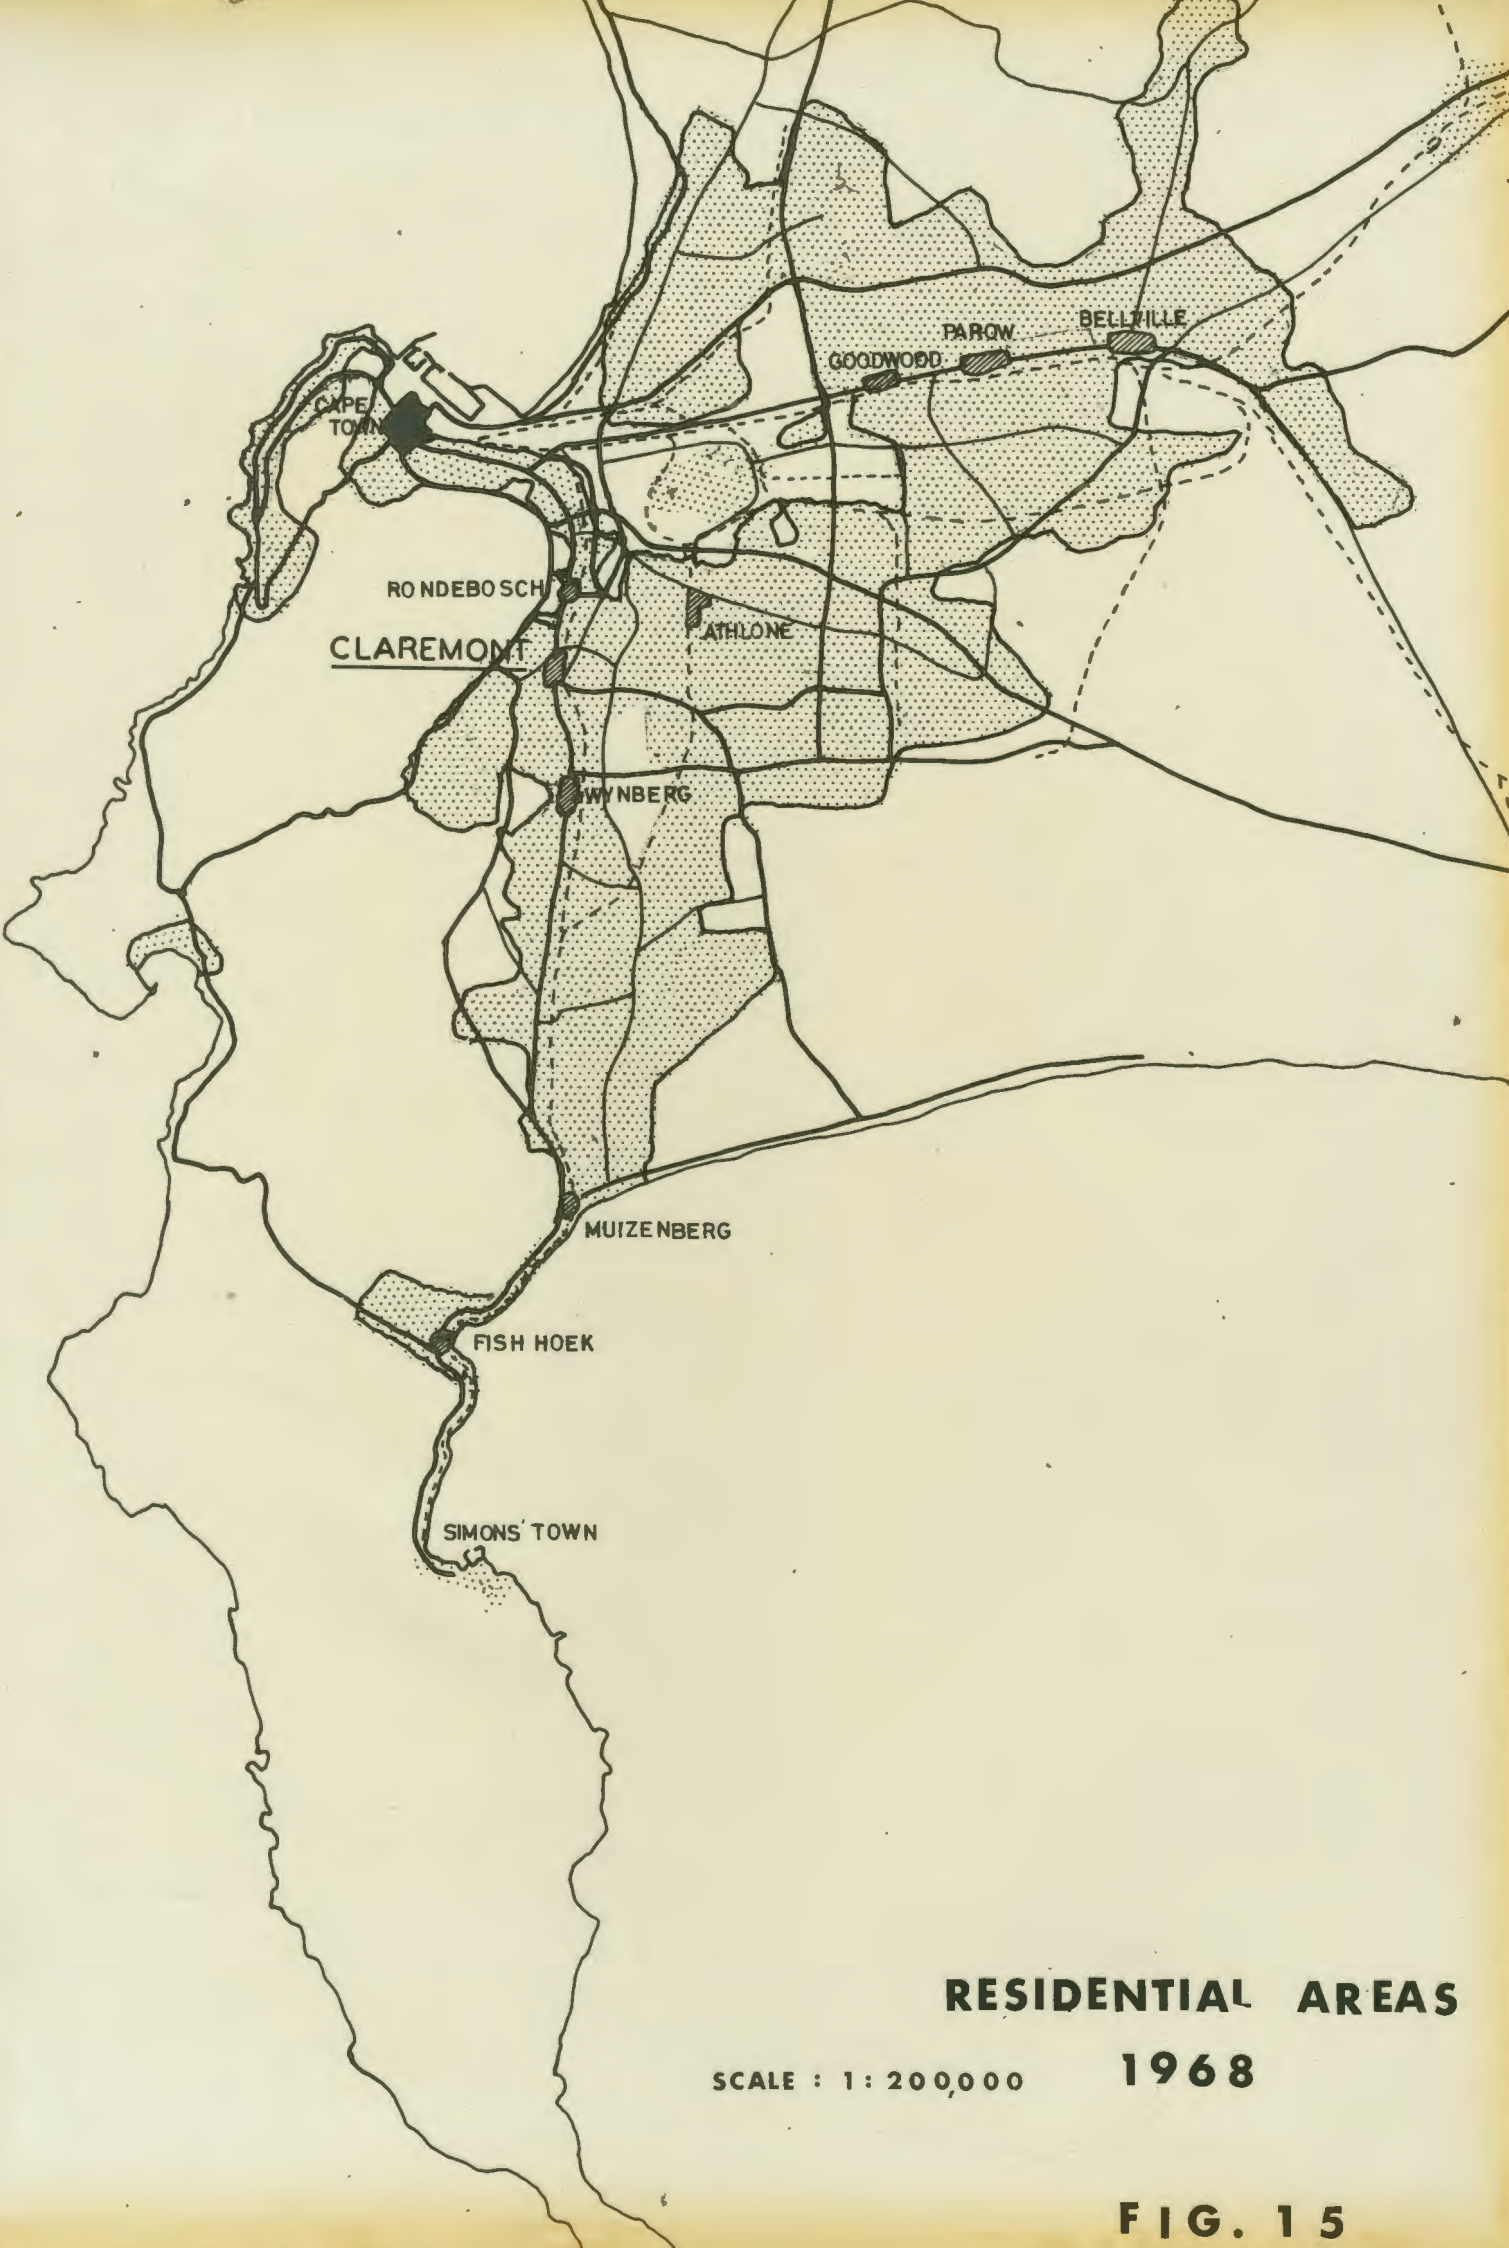 BELLVILLE
PAROW
GOODWOOD
CAPE
TOWN
RONDEBOSCH
ATHLONE
CLAREMONT
WYNBERG
MUIZENBERG
FISH HOEK
SIMONS' TOWN
RESIDENTIAL AREAS
1968
SCALE : 1: 200,000
FIG. 15